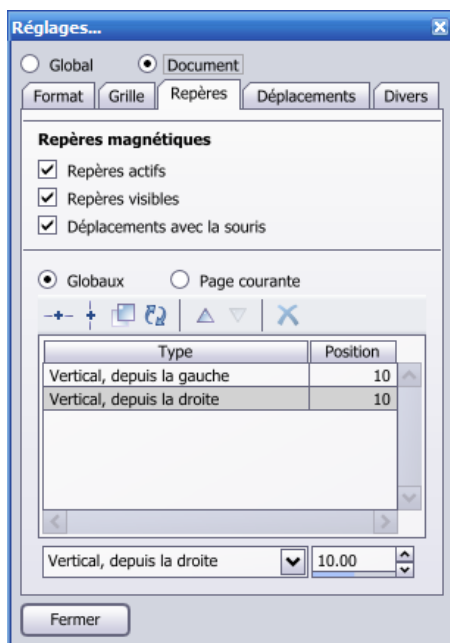 Réglages...
Global Document
Format Grille Repères Déplacements Divers
Repères magnétiques
Repères actifs
Repères visibles
Déplacements avec la souris
Globaux Page courante
Type Position
Vertical, depuis la gauche 10
Vertical, depuis la droite 10
Vertical, depuis la droite 10.00
Fermer